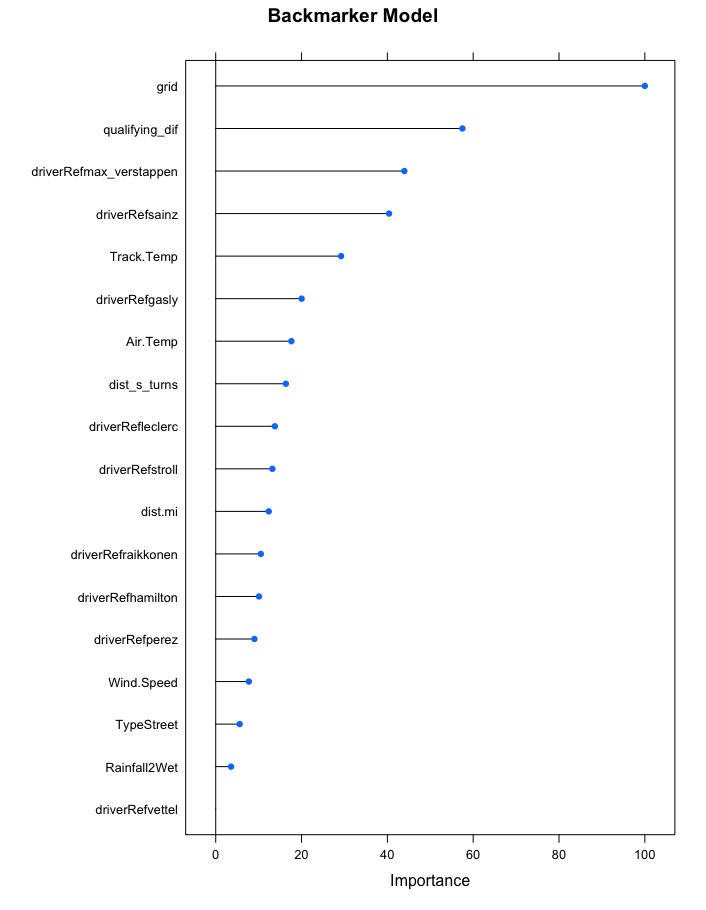 Backmarker Model
grid
qualifying_dif
driverRefmax_verstappen
driverRefsainz
Track.Temp
driverRefgasly
Air.Temp
dist_s_turns
driverRefleclerc
driverRefstroll
dist.mi
driverRefraikkonen
driverRefhamilton
driverRefperez
Wind.Speed
TypeStreet
Rainfall2Wet
driverRefvettel
0 20 40 60 80 100
Importance